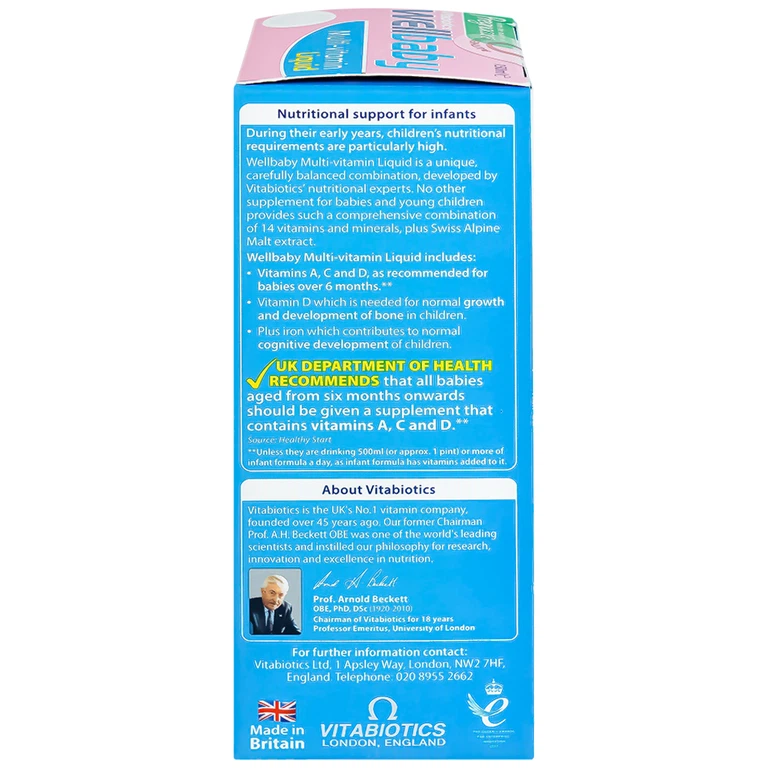 Wellbaby
Multi-vitamin
Liquid
Nutritional support for infants
During their early years, children's nutritional
requirements are particularly high.
Wellbaby Multi-vitamin Liquid is a unique,
carefully balanced combination, developed by
Vitabiotics' nutritional experts. No other
supplement for babies and young children
provides such a comprehensive combination
of 14 vitamins and minerals, plus Swiss Alpine
Malt extract.
Wellbaby Multi-vitamin Liquid includes:
• Vitamins A, C and D, as recommended for
babies over 6 months.**
• Vitamin D which is needed for normal growth
and development of bone in children.
• Plus iron which contributes to normal
cognitive development of children.
UK DEPARTMENT OF HEALTH
RECOMMENDS that all babies
aged from six months onwards
should be given a supplement that
contains vitamins A, C and D.**
Source: Healthy Start
**Unless they are drinking 500ml (or approx. 1 pint) or more of
infant formula a day, as infant formula has vitamins added to it.
About Vitabiotics
Vitabiotics is the UK's No.1 vitamin company,
founded over 45 years ago. Our former Chairman
Prof. A.H. Beckett OBE was one of the world's leading
scientists and instilled our philosophy for research,
innovation and excellence in nutrition.
Prof. Arnold Beckett
OBE, PhD, DSc (1920-2010)
Chairman of Vitabiotics for 18 years
Professor Emeritus, University of London
For further information contact:
Vitabiotics Ltd, 1 Apsley Way, London, NW2 7HF,
England. Telephone: 020 8955 2662
Made in
Britain
VITABIOTICS
LONDON, ENGLAND